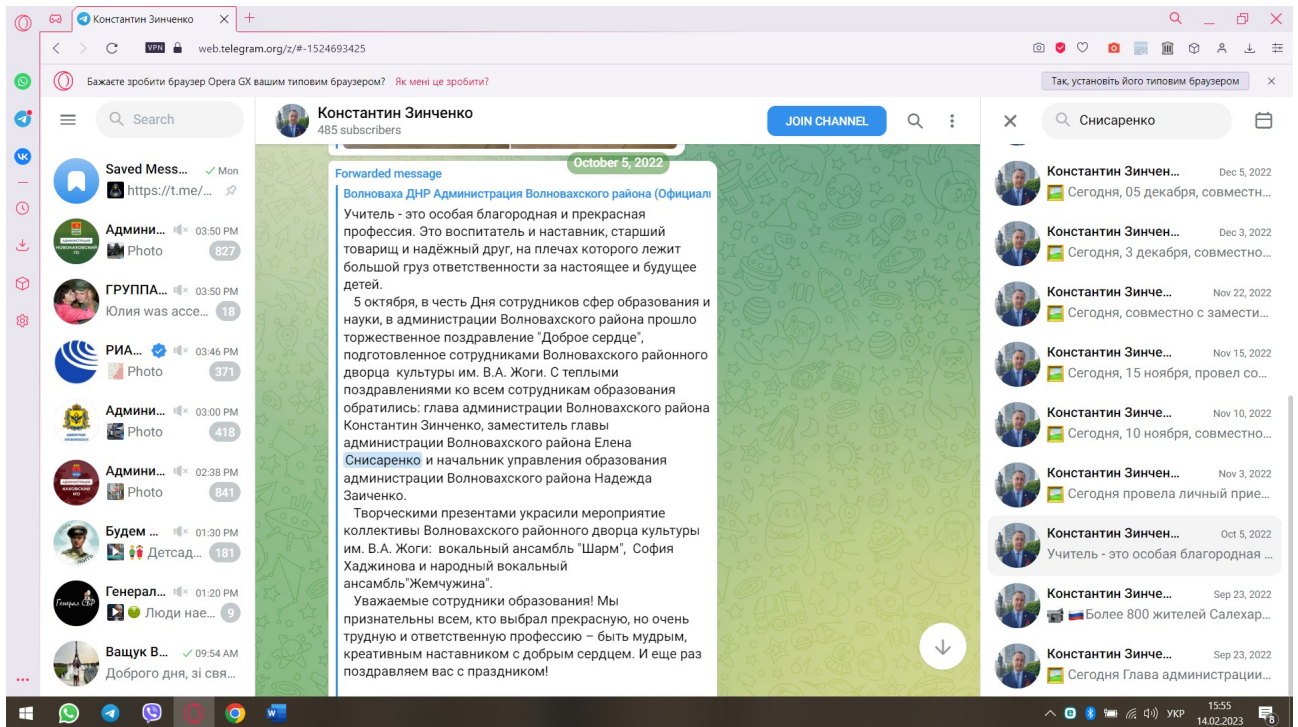 Константин Зинченко
VPN
web.telegram.org/z/#-1524693425
Бажаєте зробити браузер Opera GX вашим типовим браузером? Як мені це зробити?
Так, установіть його типовим браузером
Search
Saved Mess... Mon
https://t.me/...
Админи... 03:50 PM
Photo 827
ГРУППА... 03:50 PM
Юлия was acce... 18
РИА... 03:46 PM
Photo 371
Админи... 03:00 PM
Photo 418
Админи... 02:38 PM
Photo 841
Будем ... 01:30 PM
Детсад... 181
Генерал... 01:20 PM
Люди нае... 9
Ващук В... 09:54 AM
Доброго дня, зі свя...
Константин Зинченко
485 subscribers
JOIN CHANNEL
October 5, 2022
Forwarded message
Волноваха ДНР Администрация Волновахского района (Официаль
Учитель - это особая благородная и прекрасная
профессия. Это воспитатель и наставник, старший
товарищ и надёжный друг, на плечах которого лежит
большой груз ответственности за настоящее и будущее
детей.
5 октября, в честь Дня сотрудников сфер образования и
науки, в администрации Волновахского района прошло
торжественное поздравление "Доброе сердце",
подготовленное сотрудниками Волновахского районного
дворца культуры им. В.А. Жоги. С теплыми
поздравлениями ко всем сотрудникам образования
обратились: глава администрации Волновахского района
Константин Зинченко, заместитель главы
администрации Волновахского района Елена
Снисаренко и начальник управления образования
администрации Волновахского района Надежда
Заиченко.
Творческими презентами украсили мероприятие
коллективы Волновахского районного дворца культуры
им. В.А. Жоги: вокальный ансамбль "Шарм", София
Хаджинова и народный вокальный
ансамбль"Жемчужина".
Уважаемые сотрудники образования! Мы
признательны всем, кто выбрал прекрасную, но очень
трудную и ответственную профессию – быть мудрым,
креативным наставником с добрым сердцем. И еще раз
поздравляем вас с праздником!
Снисаренко
Константин Зинчен... Dec 5, 2022
Сегодня, 05 декабря, совместн...
Константин Зинчен... Dec 3, 2022
Сегодня, 3 декабря, совместно...
Константин Зинче... Nov 22, 2022
Сегодня, совместно с замести...
Константин Зинче... Nov 15, 2022
Сегодня, 15 ноября, провел со...
Константин Зинче... Nov 10, 2022
Сегодня, 10 ноября, совместно...
Константин Зинчен... Nov 3, 2022
Сегодня провела личный прие...
Константин Зинчен... Oct 5, 2022
Учитель - это особая благородная ...
Константин Зинче... Sep 23, 2022
Более 800 жителей Салехар...
Константин Зинче... Sep 23, 2022
Сегодня Глава администрации...
УКР
15:55
14.02.2023
8